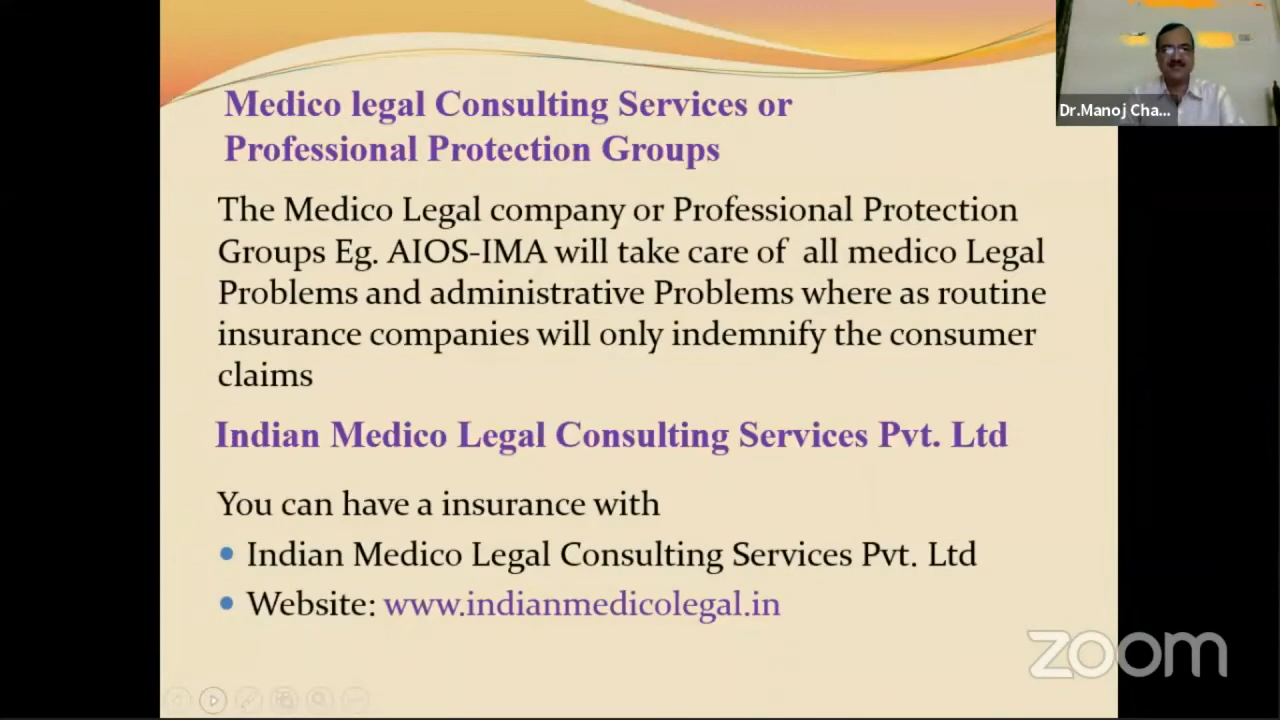 Medico legal Consulting Services or
Professional Protection Groups
The Medico Legal company or Professional Protection
Groups Eg. AIOS-IMA will take care of all medico Legal
Problems and administrative Problems where as routine
insurance companies will only indemnify the consumer
claims
Indian Medico Legal Consulting Services Pvt. Ltd
You can have a insurance with
• Indian Medico Legal Consulting Services Pvt. Ltd
• Website: www.indianmedicolegal.in
Dr.Manoj Cha...
zoom